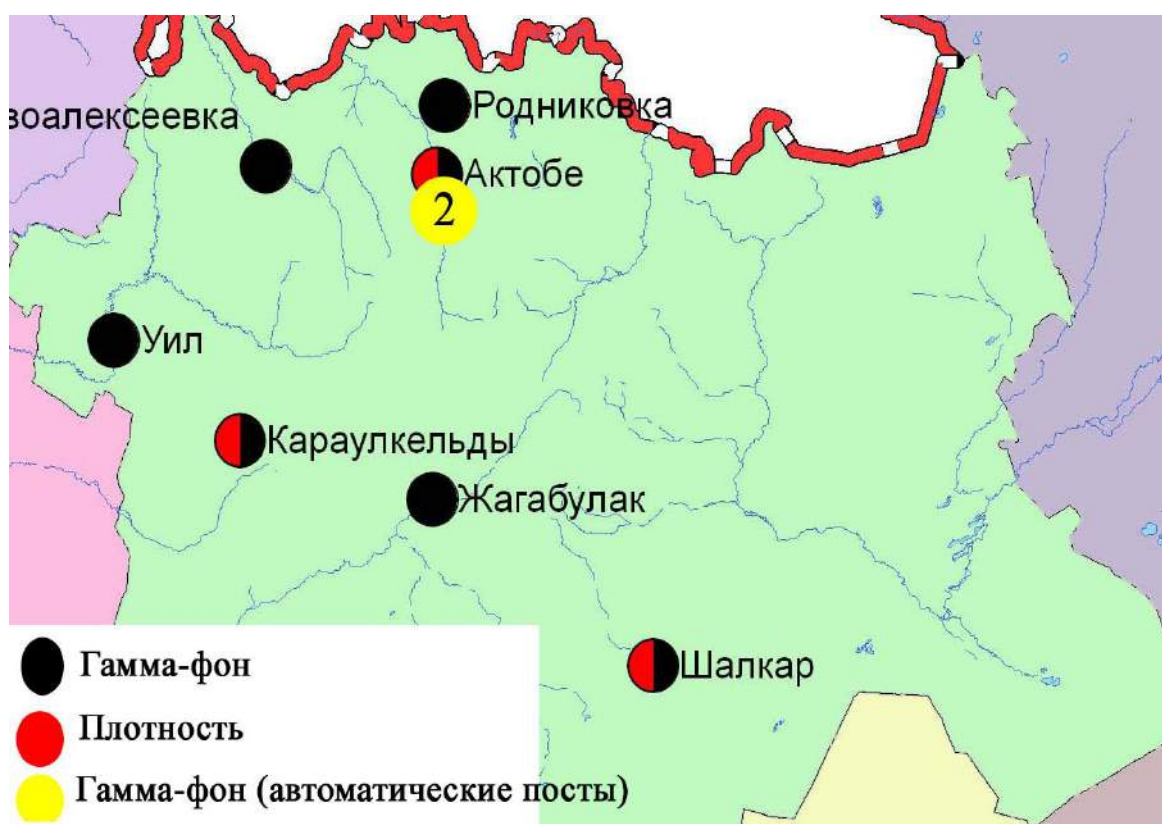 Родниковка
воалексеевка
Актобе
2
Уил
Караулкельды
Жагабулак
Шалкар
Гамма-фон
Плотность
Гамма-фон (автоматические посты)